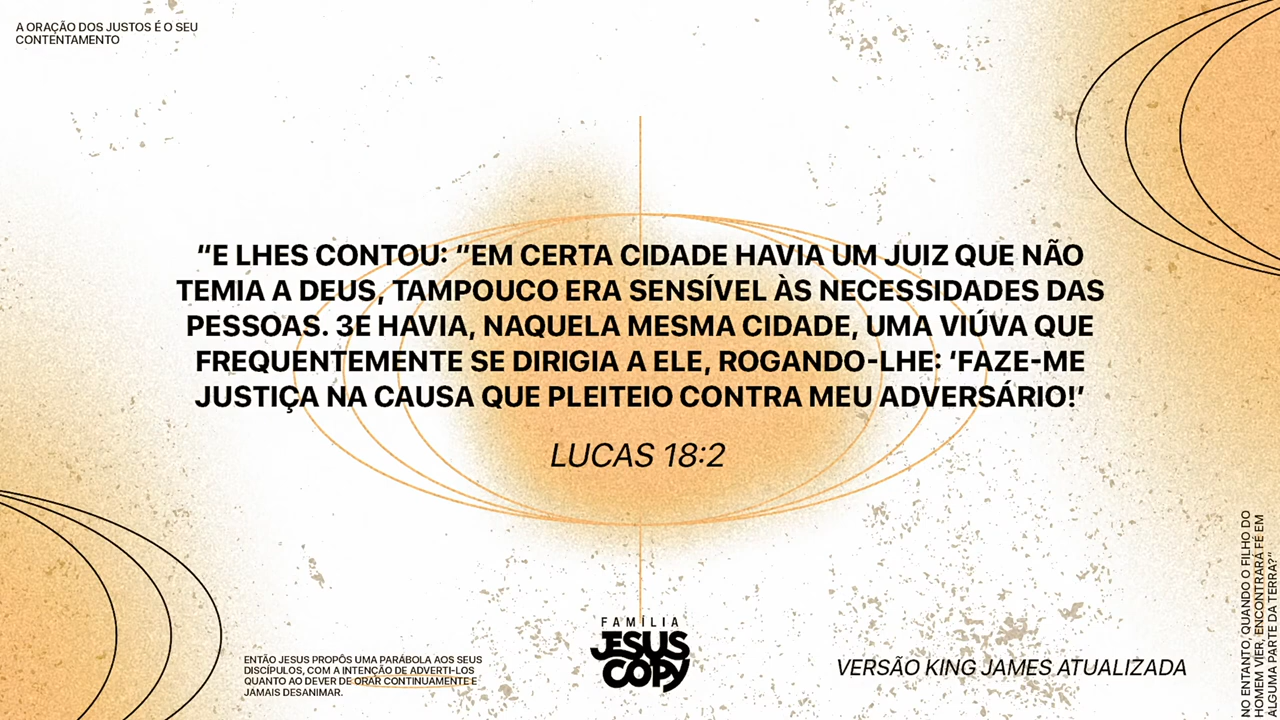 A ORAÇÃO DOS JUSTOS É O SEU
CONTENTAMENTO
“E LHES CONTOU: “EM CERTA CIDADE HAVIA UM JUIZ QUE NÃO
TEMIA A DEUS, TAMPOUCO ERA SENSÍVEL ÀS NECESSIDADES DAS
PESSOAS. 3E HAVIA, NAQUELA MESMA CIDADE, UMA VIÚVA QUE
FREQUENTEMENTE SE DIRIGIA A ELE, ROGANDO-LHE: ‘FAZE-ME
JUSTIÇA NA CAUSA QUE PLEITEIO CONTRA MEU ADVERSÁRIO!’
LUCAS 18:2
ENTÃO JESUS PROPÔS UMA PARÁBOLA AOS SEUS
DISCÍPULOS, COM A INTENÇÃO DE ADVERTI-LOS
QUANTO AO DEVER DE ORAR CONTINUAMENTE E
JAMAIS DESANIMAR.
FAMÍLIA
JESUS
COPY
VERSÃO KING JAMES ATUALIZADA
NO ENTANTO, QUANDO O FILHO DO
HOMEM VIER, ENCONTRARÁ FÉ EM
ALGUMA PARTE DA TERRA?”